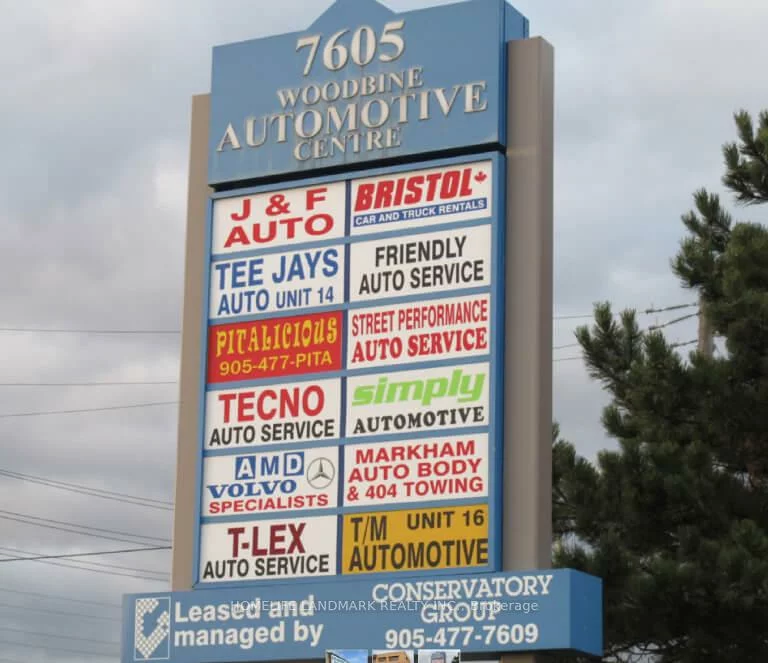 7605
WOODBINE
AUTOMOTIVE
CENTRE
J & F
AUTO
BRISTOL
CAR AND TRUCK RENTALS
TEE JAYS
AUTO UNIT 14
FRIENDLY
AUTO SERVICE
PITALICIOUS
905-477-PITA
STREET PERFORMANCE
AUTO SERVICE
TECNO
AUTO SERVICE
simply
AUTOMOTIVE
AMD
VOLVO
SPECIALISTS
MARKHAM
AUTO BODY
& 404 TOWING
T-LEX
AUTO SERVICE
T/M UNIT 16
AUTOMOTIVE
Leased and
managed by
CONSERVATORY
GROUP
905-477-7609
HOMELIFE LANDMARK REALTY INC., Brokerage